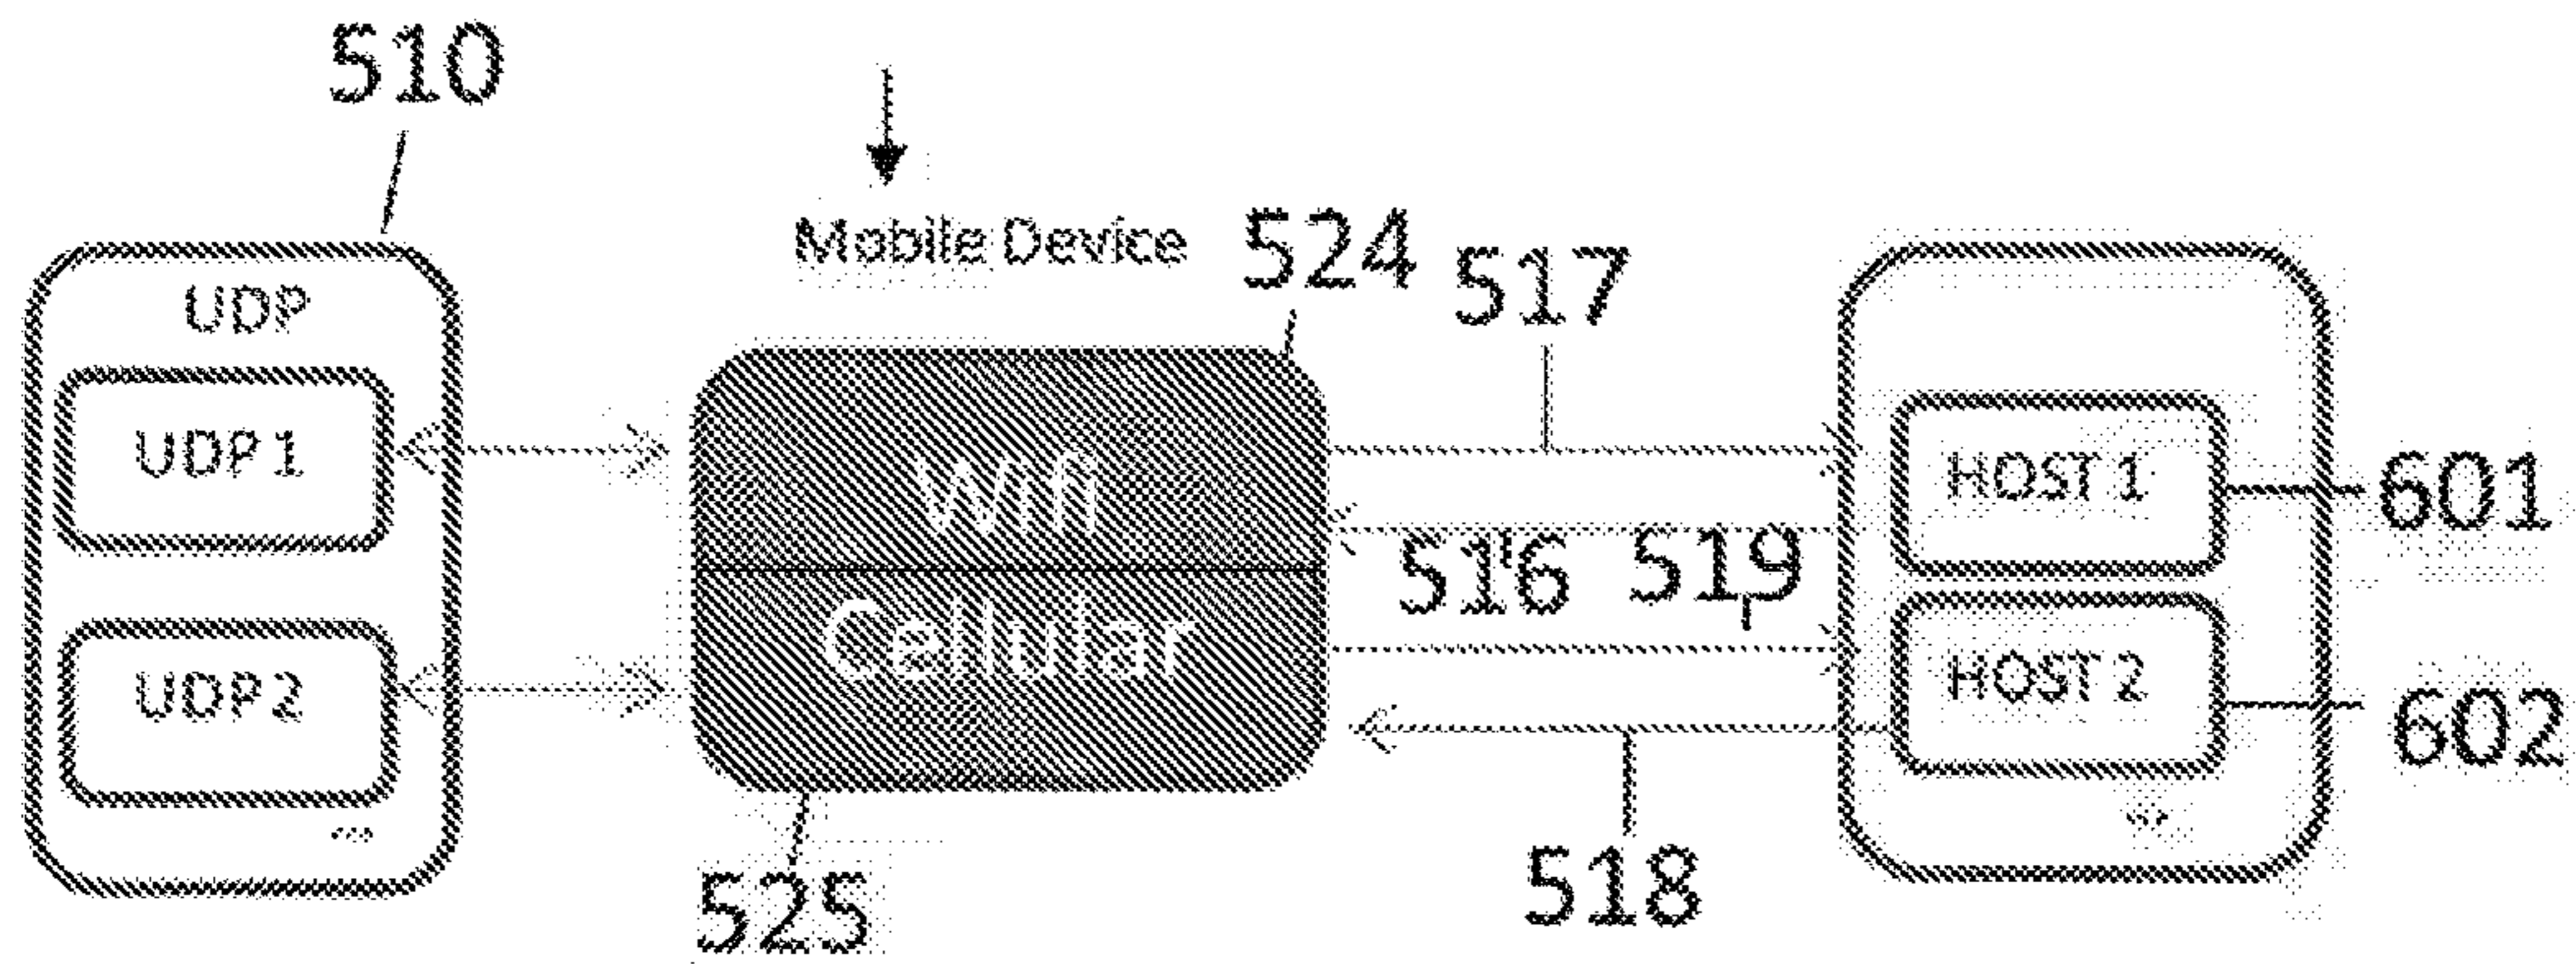 510
Mobile Device
524
517
UDP
UDP 1
Wifi
HOST 1
601
516
519
Cellular
HOST 2
UDP 2
602
...
518
525